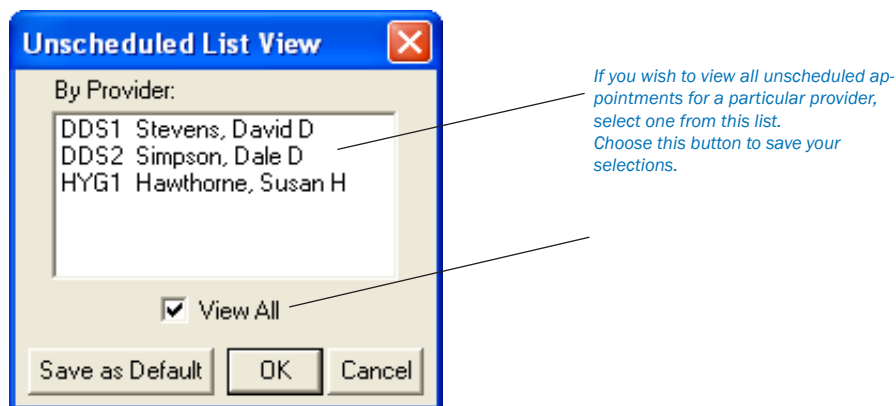 Unscheduled List View
By Provider:
DDS1 Stevens, David D
DDS2 Simpson, Dale D
HYG1 Hawthorne, Susan H
View All
Save as Default OK Cancel
If you wish to view all unscheduled ap-
pointments for a particular provider,
select one from this list.
Choose this button to save your
selections.